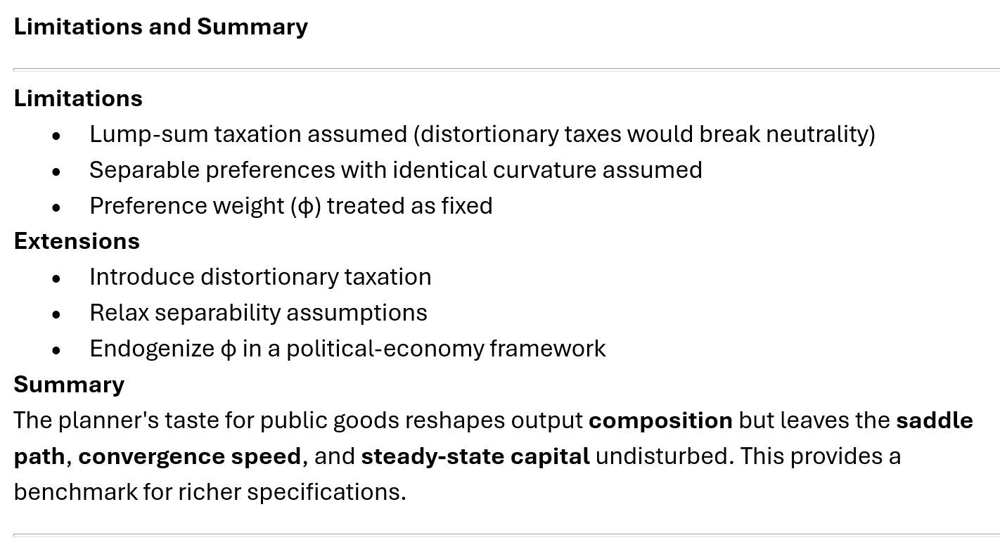 Limitations and Summary
Limitations
• Lump-sum taxation assumed (distortionary taxes would break neutrality)
• Separable preferences with identical curvature assumed
• Preference weight (ϕ) treated as fixed
Extensions
• Introduce distortionary taxation
• Relax separability assumptions
• Endogenize ϕ in a political-economy framework
Summary
The planner's taste for public goods reshapes output composition but leaves the saddle
path, convergence speed, and steady-state capital undisturbed. This provides a
benchmark for richer specifications.